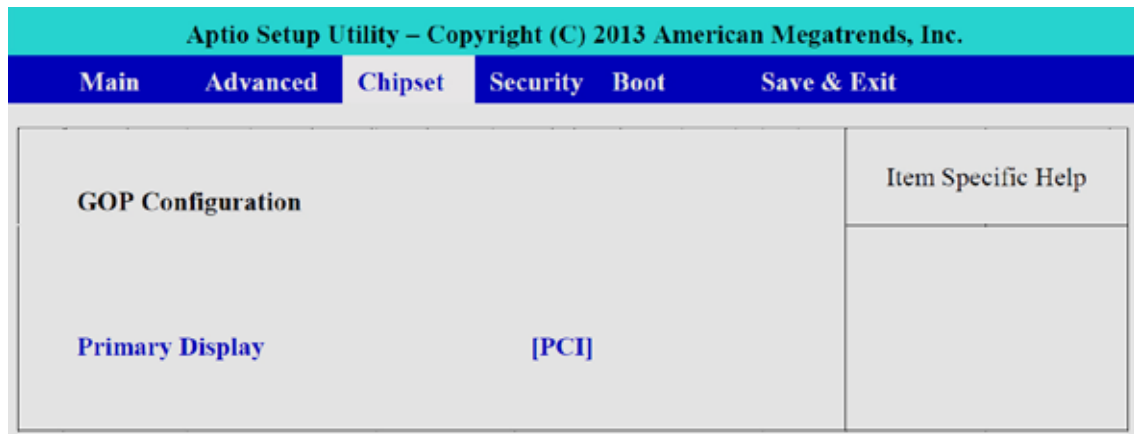 Aptio Setup Utility – Copyright (C) 2013 American Megatrends, Inc.
Main Advanced Chipset Security Boot Save & Exit
GOP Configuration
Item Specific Help
Primary Display [PCI]